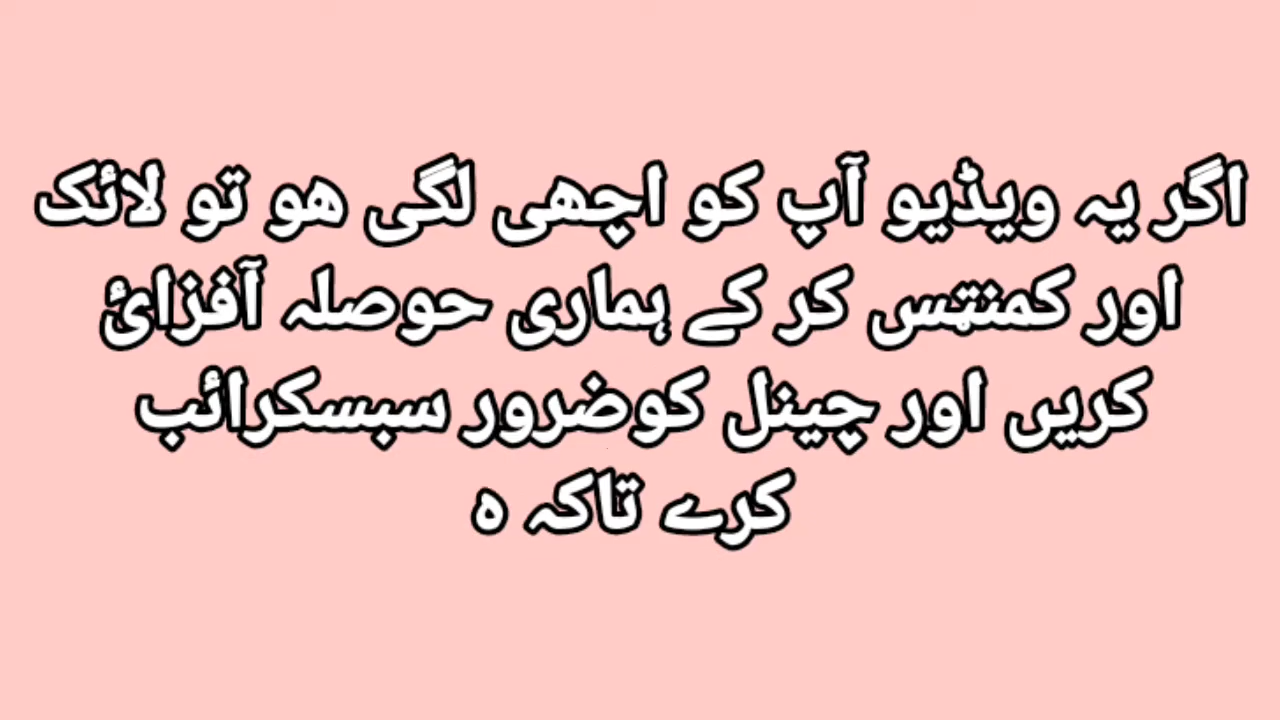 اگر یہ ویڈیو آپ کو اچھی لگی ھو تو لائک
اور کمنٹس کر کے ہماری حوصلہ آفزائ
کریں اور چینل کوضرور سبسکرائب
کرے تاکہ ہ